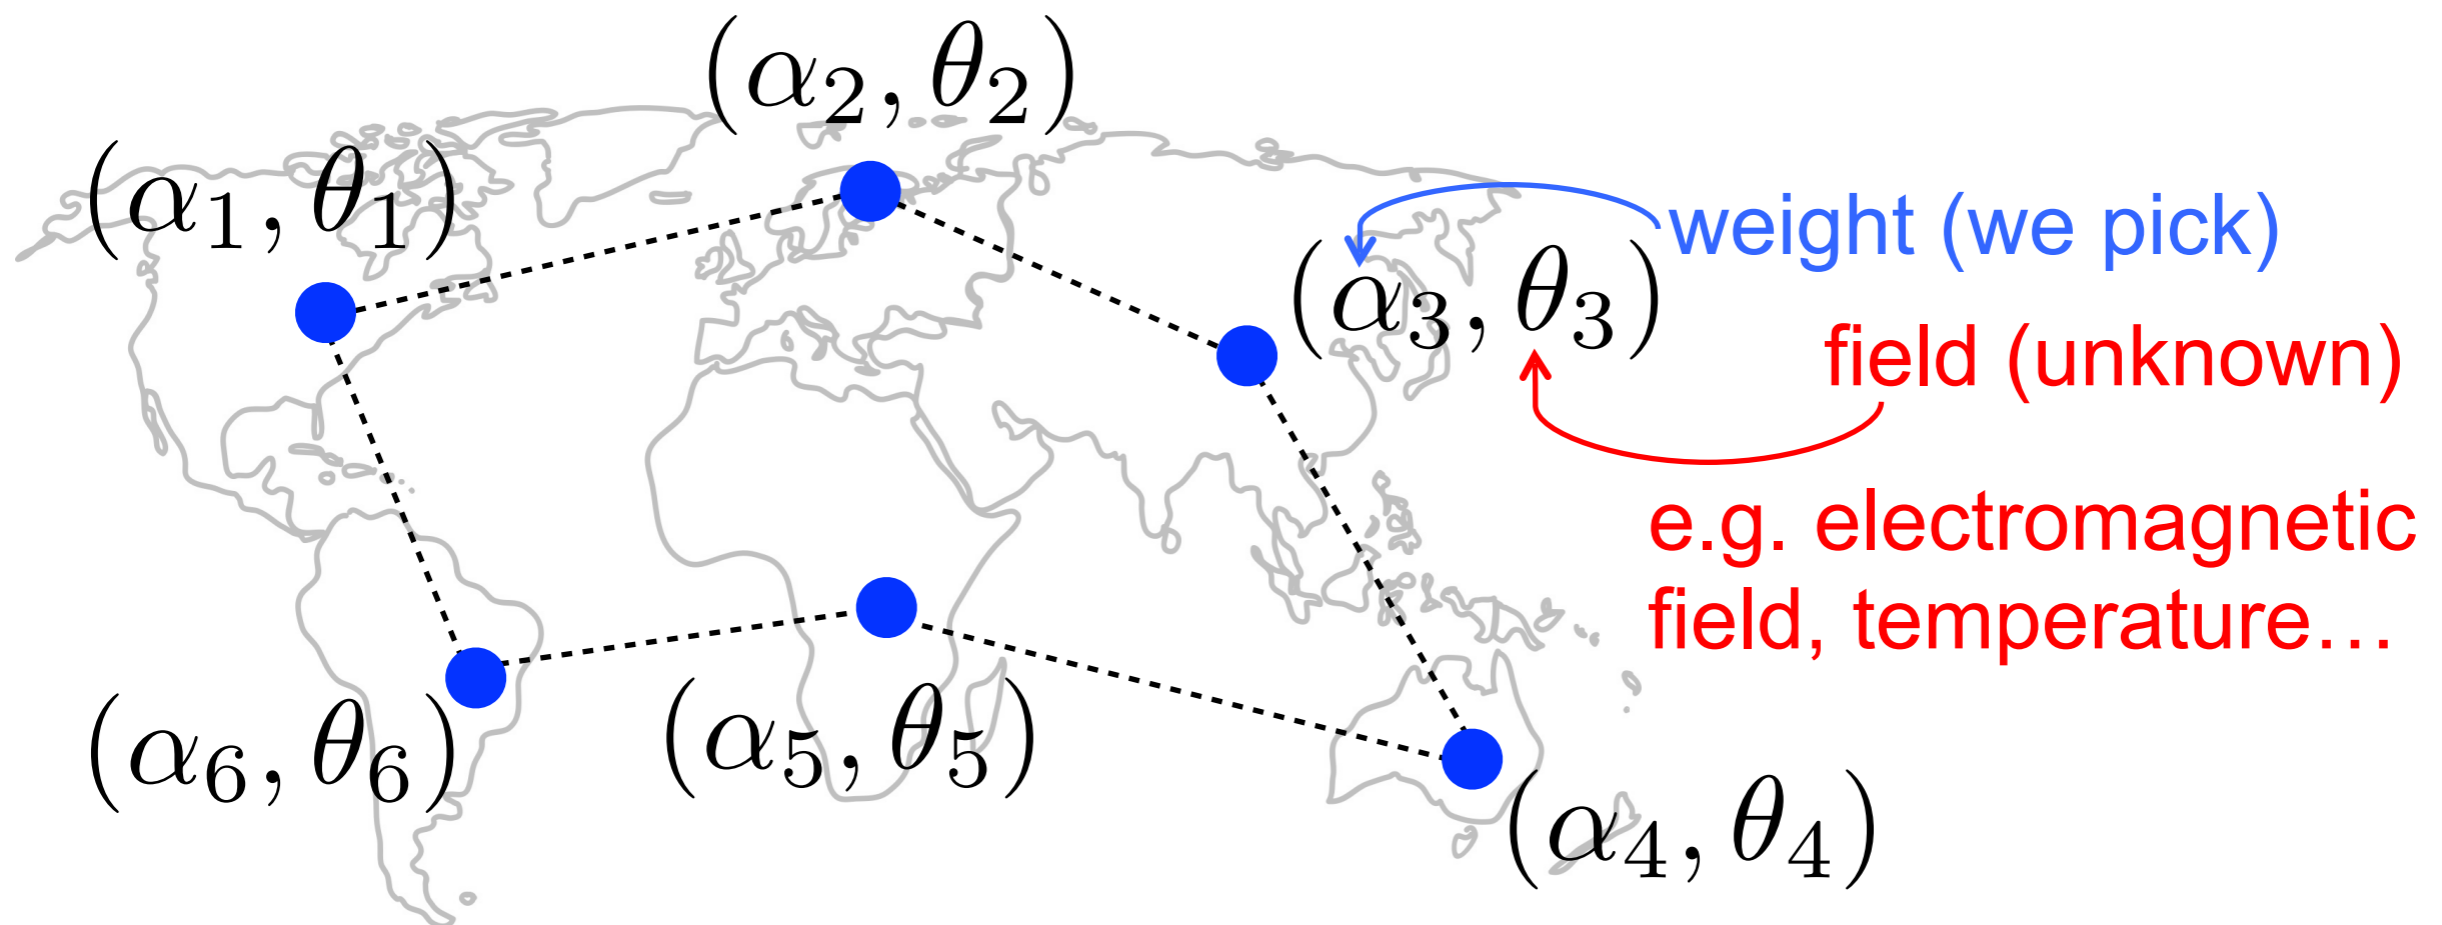 (α₂, θ₂)
(α₁, θ₁)
weight (we pick)
(α₃, θ₃)
field (unknown)
e.g. electromagnetic
field, temperature…
(α₆, θ₆)
(α₅, θ₅)
(α₄, θ₄)